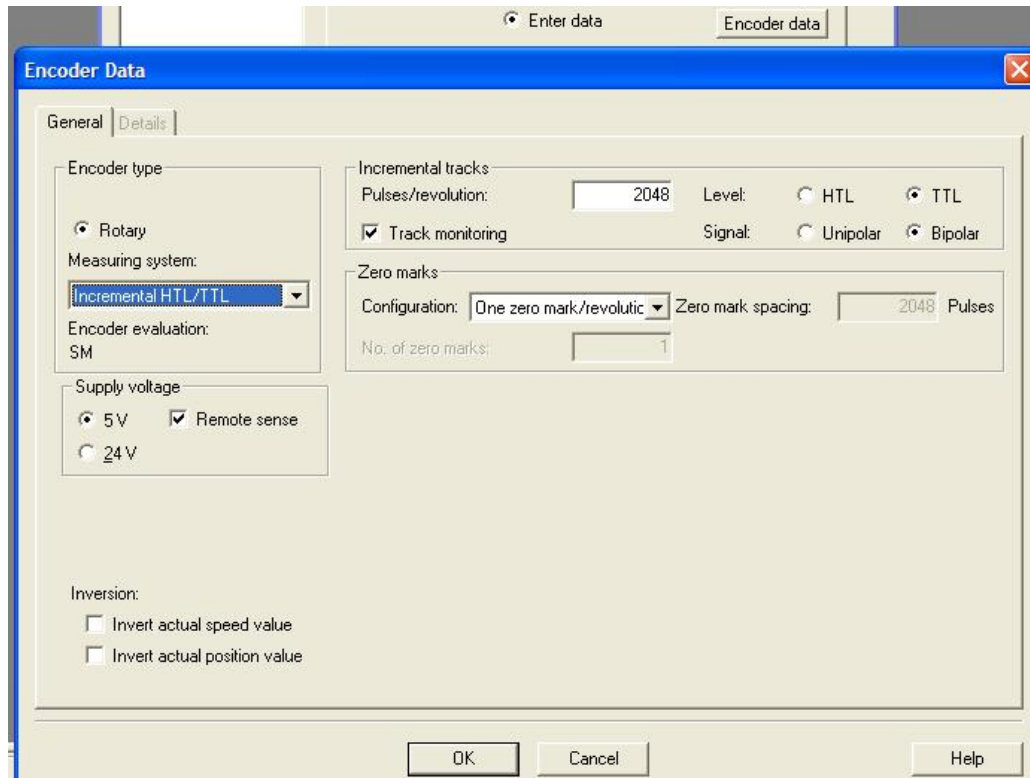 Enter data Encoder data
Encoder Data
General Details
Encoder type
Rotary
Measuring system:
Incremental HTL/TTL
Encoder evaluation:
SM
Incremental tracks
Pulses/revolution: 2048 Level: HTL TTL
Track monitoring Signal: Unipolar Bipolar
Zero marks
Configuration: One zero mark/revolutic Zero mark spacing: 2048 Pulses
No. of zero marks: 1
Supply voltage
5 V Remote sense
24 V
Inversion:
Invert actual speed value
Invert actual position value
OK Cancel Help